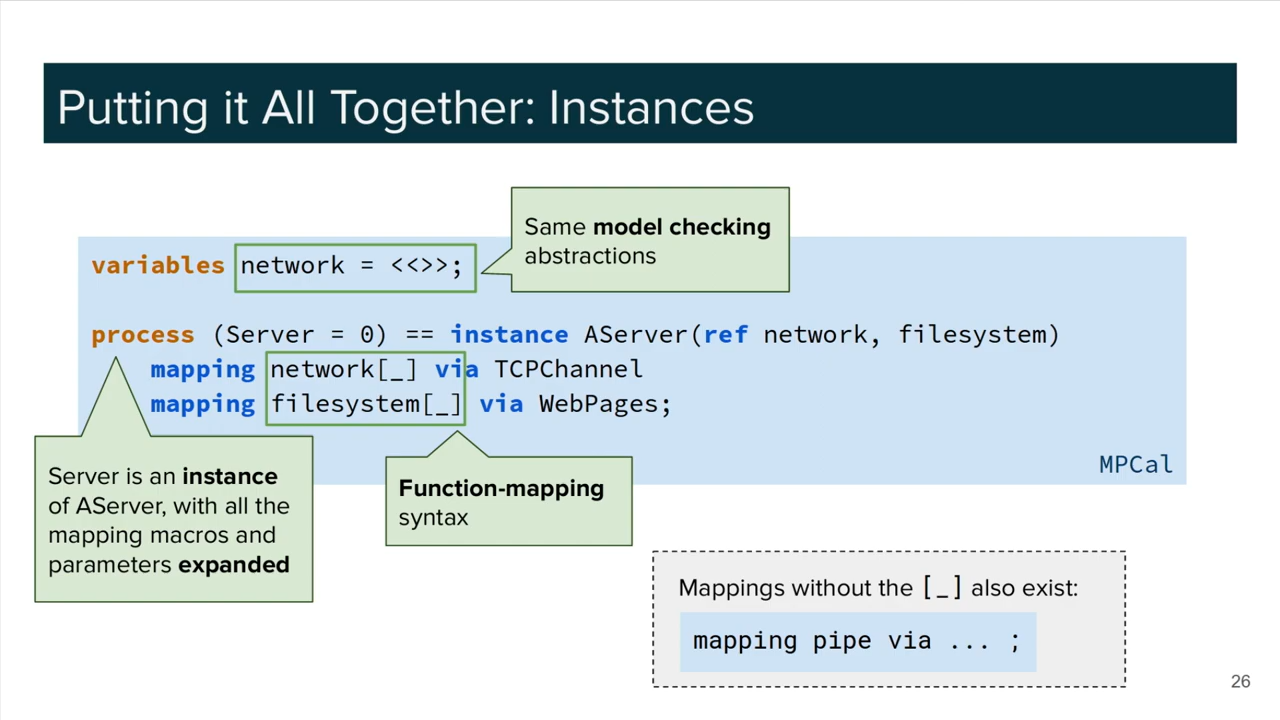 Putting it All Together: Instances
Same model checking
abstractions
variables network = <<>>;
process (Server = 0) == instance AServer(ref network, filesystem)
mapping network[_] via TCPChannel
mapping filesystem[_] via WebPages;
MPCal
Server is an instance
of AServer, with all the
mapping macros and
parameters expanded
Function-mapping
syntax
Mappings without the [_] also exist:
mapping pipe via ... ;
26